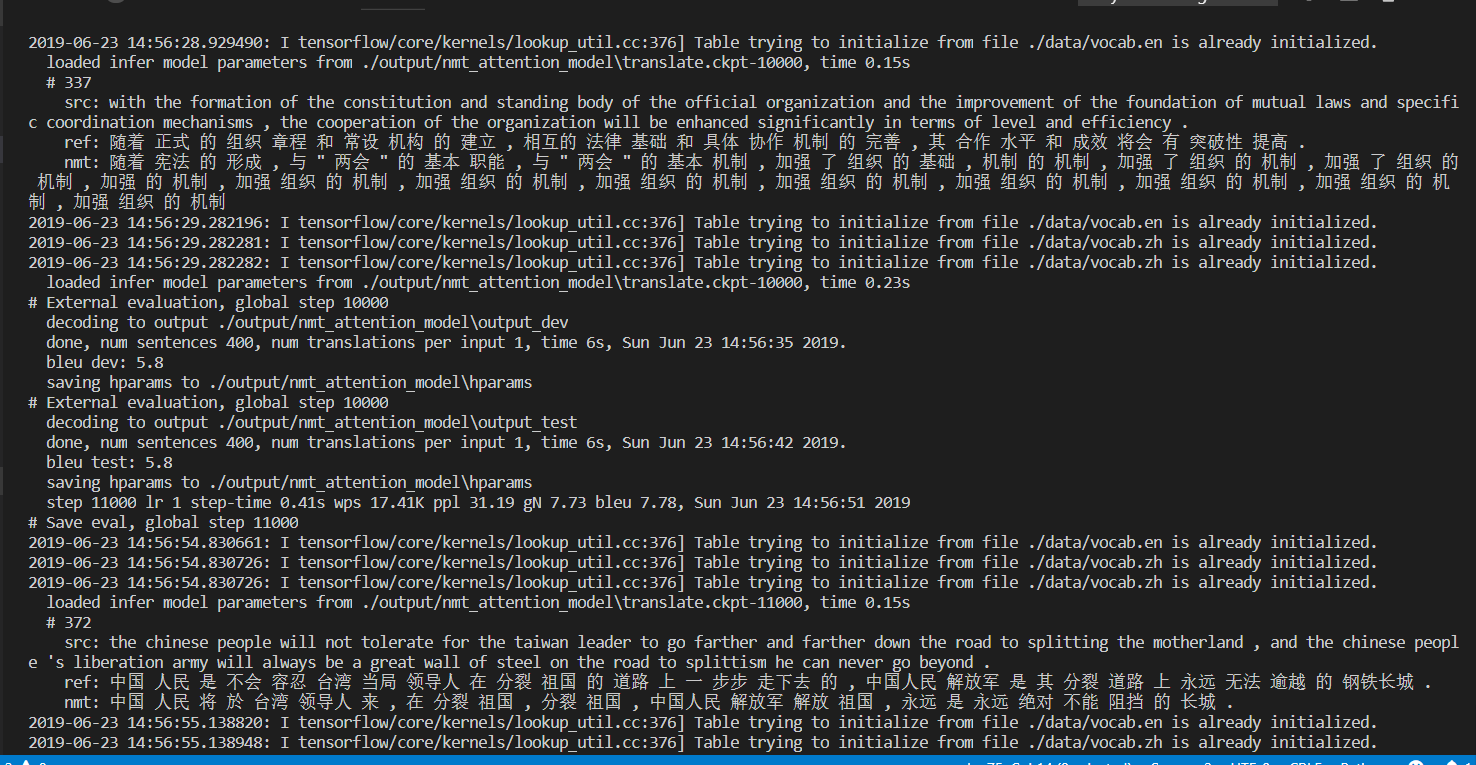 2019-06-23 14:56:28.929490: I tensorflow/core/kernels/lookup_util.cc:376] Table trying to initialize from file ./data/vocab.en is already initialized.
loaded infer model parameters from ./output/nmt_attention_model\translate.ckpt-10000, time 0.15s
# 337
src: with the formation of the constitution and standing body of the official organization and the improvement of the foundation of mutual laws and specifi
c coordination mechanisms , the cooperation of the organization will be enhanced significantly in terms of level and efficiency .
ref: 随着 正式 的 组织 章程 和 常设 机构 的 建立 , 相互的 法律 基础 和 具体 协作 机制 的 完善 , 其 合作 水平 和 成效 将会 有 突破性 提高 .
nmt: 随着 宪法 的 形成 , 与 " 两会 " 的 基本 职能 , 与 " 两会 " 的 基本 机制 , 加强 了 组织 的 基础 , 机制 的 机制 , 加强 了 组织 的 机制 , 加强 了 组织 的
机制 , 加强 的 机制 , 加强 组织 的 机制 , 加强 组织 的 机制 , 加强 组织 的 机制 , 加强 组织 的 机制 , 加强 组织 的 机制 , 加强 组织 的 机制 , 加强 组织 的 机
制 , 加强 组织 的 机制
2019-06-23 14:56:29.282196: I tensorflow/core/kernels/lookup_util.cc:376] Table trying to initialize from file ./data/vocab.en is already initialized.
2019-06-23 14:56:29.282281: I tensorflow/core/kernels/lookup_util.cc:376] Table trying to initialize from file ./data/vocab.zh is already initialized.
2019-06-23 14:56:29.282282: I tensorflow/core/kernels/lookup_util.cc:376] Table trying to initialize from file ./data/vocab.zh is already initialized.
loaded infer model parameters from ./output/nmt_attention_model\translate.ckpt-10000, time 0.23s
# External evaluation, global step 10000
decoding to output ./output/nmt_attention_model\output_dev
done, num sentences 400, num translations per input 1, time 6s, Sun Jun 23 14:56:35 2019.
bleu dev: 5.8
saving hparams to ./output/nmt_attention_model\hparams
# External evaluation, global step 10000
decoding to output ./output/nmt_attention_model\output_test
done, num sentences 400, num translations per input 1, time 6s, Sun Jun 23 14:56:42 2019.
bleu test: 5.8
saving hparams to ./output/nmt_attention_model\hparams
step 11000 lr 1 step-time 0.41s wps 17.41K ppl 31.19 gN 7.73 bleu 7.78, Sun Jun 23 14:56:51 2019
# Save eval, global step 11000
2019-06-23 14:56:54.830661: I tensorflow/core/kernels/lookup_util.cc:376] Table trying to initialize from file ./data/vocab.en is already initialized.
2019-06-23 14:56:54.830726: I tensorflow/core/kernels/lookup_util.cc:376] Table trying to initialize from file ./data/vocab.zh is already initialized.
2019-06-23 14:56:54.830726: I tensorflow/core/kernels/lookup_util.cc:376] Table trying to initialize from file ./data/vocab.zh is already initialized.
loaded infer model parameters from ./output/nmt_attention_model\translate.ckpt-11000, time 0.15s
# 372
src: the chinese people will not tolerate for the taiwan leader to go farther and farther down the road to splitting the motherland , and the chinese peopl
e 's liberation army will always be a great wall of steel on the road to splittism he can never go beyond .
ref: 中国 人民 是 不会 容忍 台湾 当局 领导人 在 分裂 祖国 的 道路 上 一 步步 走下去 的 , 中国人民 解放军 是 其 分裂 道路 上 永远 无法 逾越 的 钢铁长城 .
nmt: 中国 人民 将 於 台湾 领导人 来 , 在 分裂 祖国 , 分裂 祖国 , 中国人民 解放军 解放 祖国 , 永远 是 永远 绝对 不能 阻挡 的 长城 .
2019-06-23 14:56:55.138820: I tensorflow/core/kernels/lookup_util.cc:376] Table trying to initialize from file ./data/vocab.en is already initialized.
2019-06-23 14:56:55.138948: I tensorflow/core/kernels/lookup_util.cc:376] Table trying to initialize from file ./data/vocab.zh is already initialized.